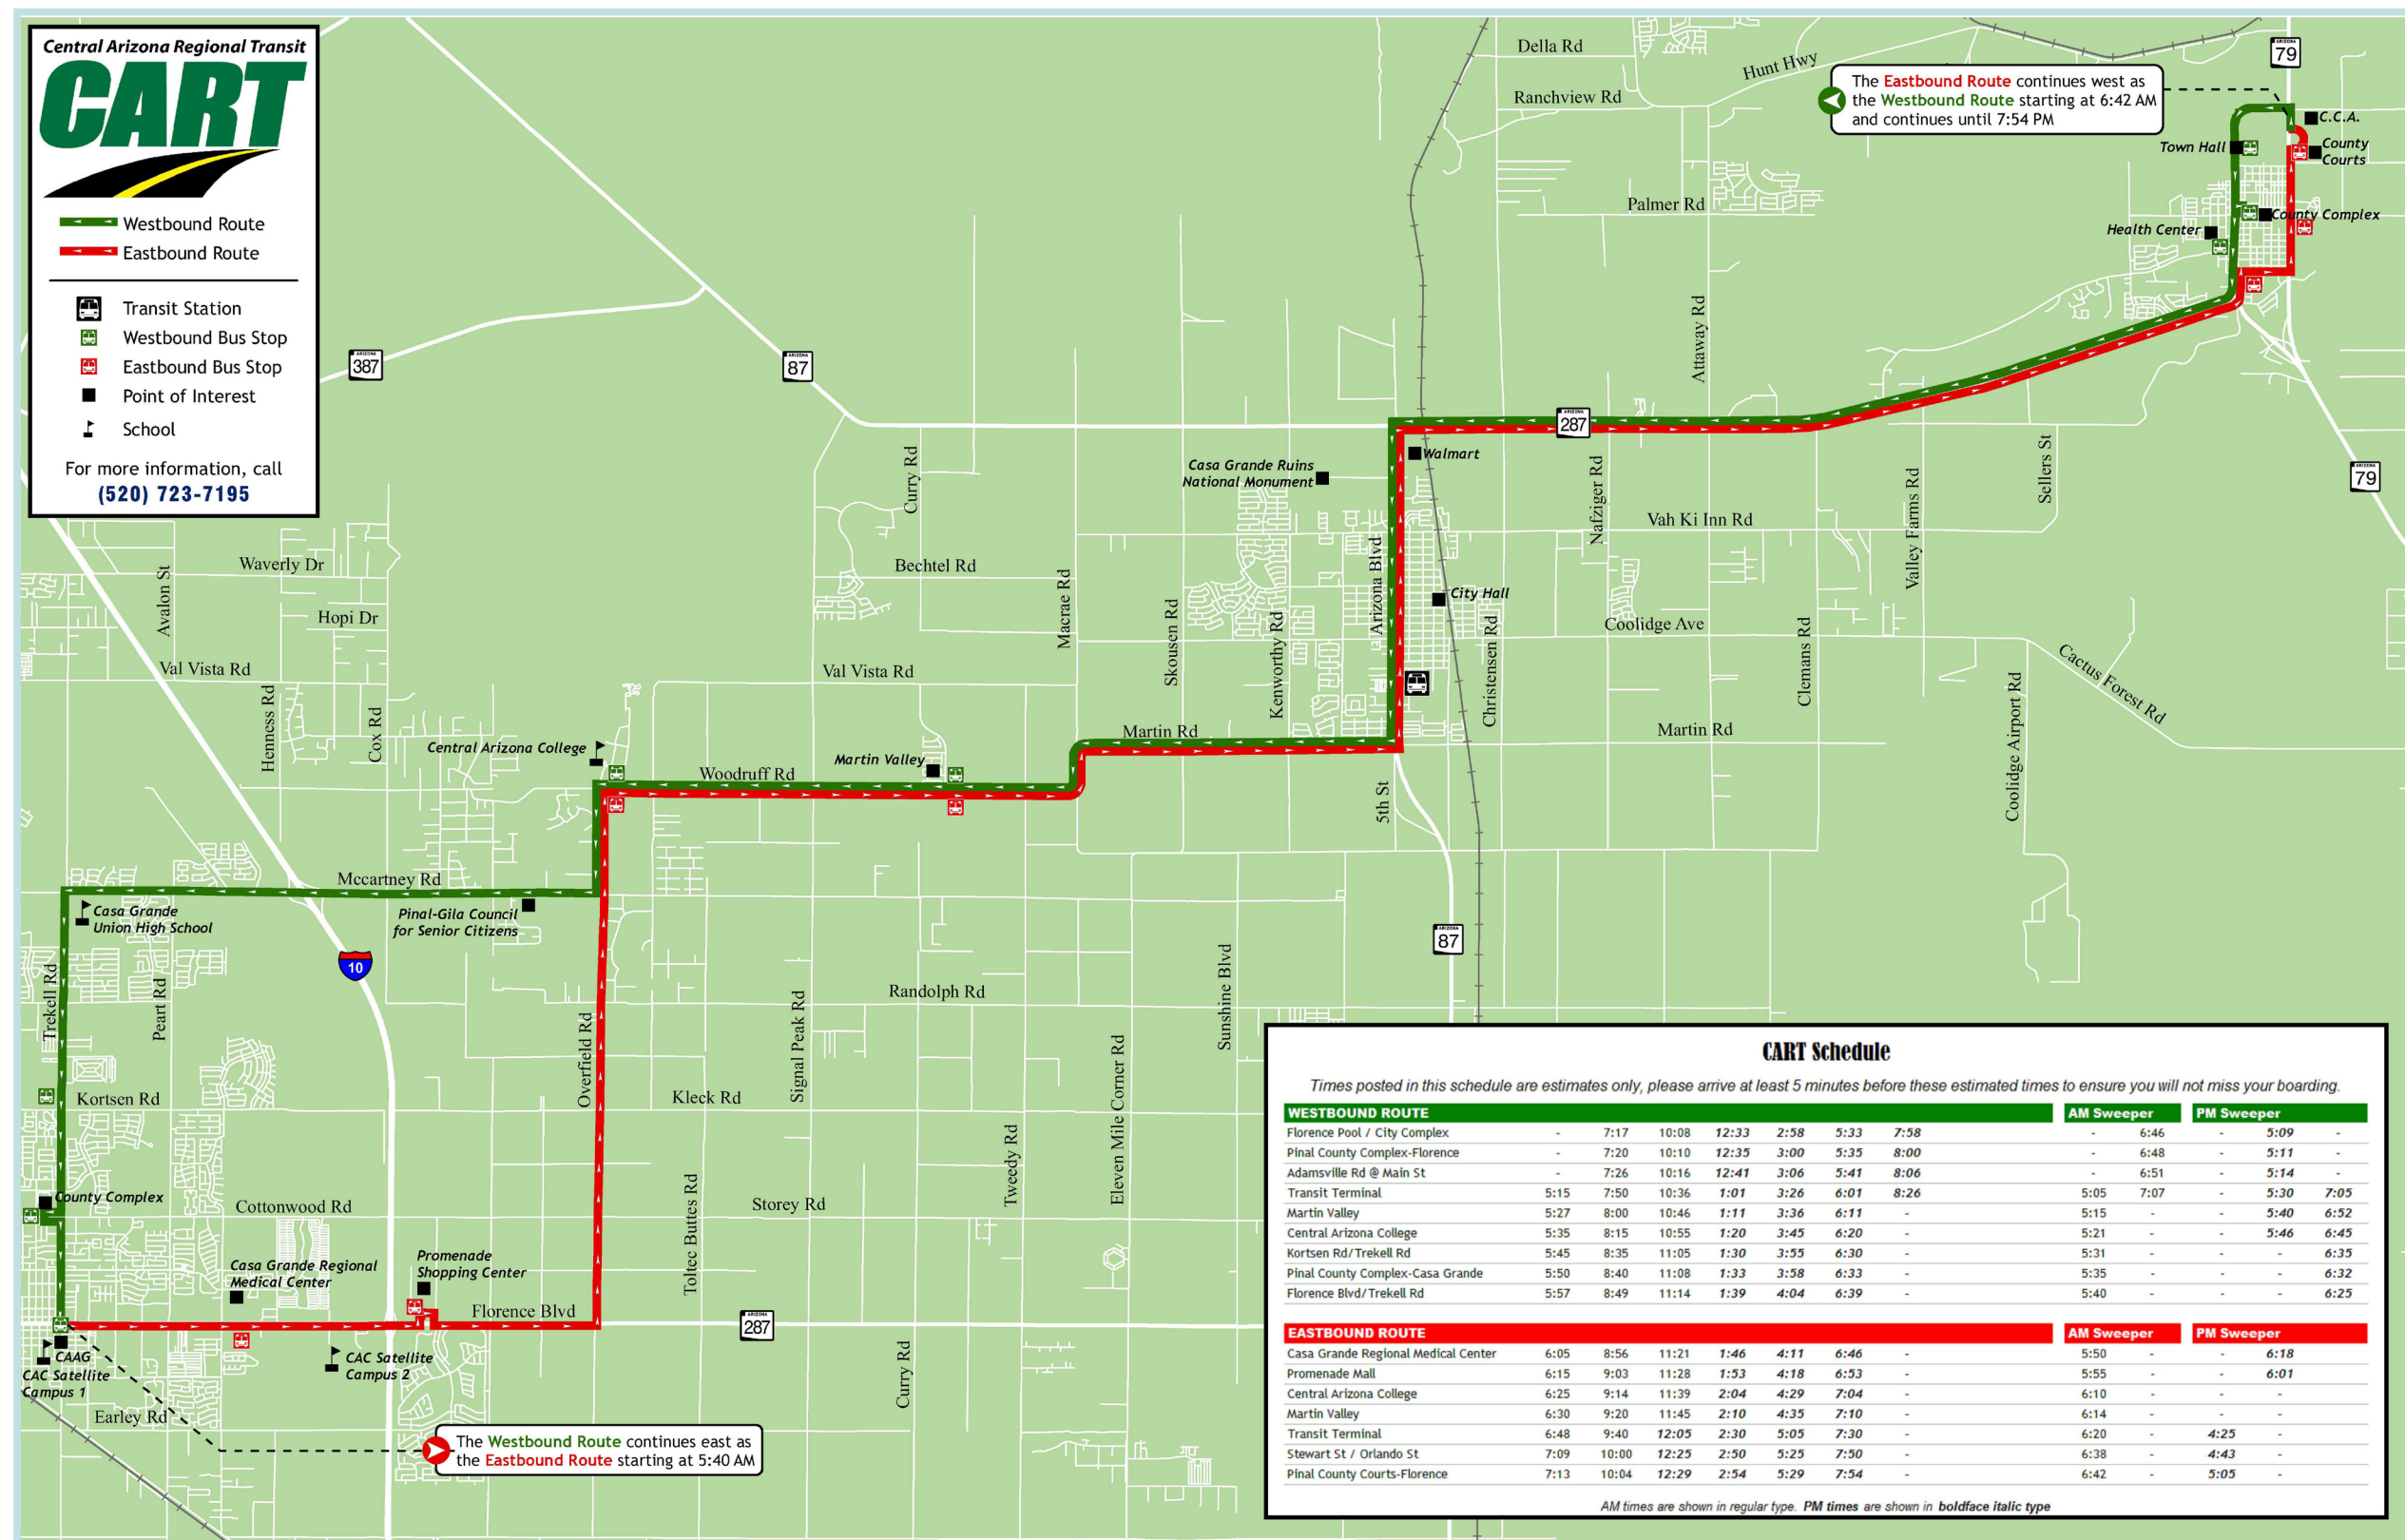 Central Arizona Regional Transit
CART
Westbound Route
Eastbound Route
Transit Station
Westbound Bus Stop
Eastbound Bus Stop
Point of Interest
School
For more information, call
(520) 723-7195
The Eastbound Route continues west as
the Westbound Route starting at 6:42 AM
and continues until 7:54 PM
ARIZONA
79
Della Rd
Hunt Hwy
Ranchview Rd
C.C.A.
Town Hall
County
Courts
Palmer Rd
County Complex
Health Center
Attaway Rd
ARIZONA
387
ARIZONA
87
ARIZONA
287
Walmart
Casa Grande Ruins
National Monument
Curry Rd
Nafziger Rd
Valley Farms Rd
Sellers St
ARIZONA
79
Vah Ki Inn Rd
Waverly Dr
Avalon St
Bechtel Rd
Macrae Rd
Arizona Blvd
City Hall
Hopi Dr
Skousen Rd
Kenworthy Rd
Christensen Rd
Coolidge Ave
Clemans Rd
Val Vista Rd
Val Vista Rd
Cactus Forest Rd
Henness Rd
Cox Rd
Coolidge Airport Rd
Martin Rd
Martin Rd
Central Arizona College
Martin Valley
Woodruff Rd
5th St
Mccartney Rd
Casa Grande
Union High School
Pinal-Gila Council
for Senior Citizens
ARIZONA
87
10
Trekell Rd
Peart Rd
Randolph Rd
Sunshine Blvd
Overfield Rd
Signal Peak Rd
Eleven Mile Corner Rd
Kortsen Rd
Kleck Rd
Tweedy Rd
County Complex
Cottonwood Rd
Toltec Buttes Rd
Storey Rd
Casa Grande Regional
Medical Center
Promenade
Shopping Center
Florence Blvd
ARIZONA
287
CAAG
CAC Satellite
Campus 1
CAC Satellite
Campus 2
Curry Rd
Earley Rd
The Westbound Route continues east as
the Eastbound Route starting at 5:40 AM
CART Schedule
Times posted in this schedule are estimates only, please arrive at least 5 minutes before these estimated times to ensure you will not miss your boarding.
WESTBOUND ROUTE AM Sweeper PM Sweeper
Florence Pool / City Complex - 7:17 10:08 12:33 2:58 5:33 7:58 - 6:46 - 5:09 -
Pinal County Complex-Florence - 7:20 10:10 12:35 3:00 5:35 8:00 - 6:48 - 5:11 -
Adamsville Rd @ Main St - 7:26 10:16 12:41 3:06 5:41 8:06 - 6:51 - 5:14 -
Transit Terminal 5:15 7:50 10:36 1:01 3:26 6:01 8:26 5:05 7:07 - 5:30 7:05
Martin Valley 5:27 8:00 10:46 1:11 3:36 6:11 - 5:15 - - 5:40 6:52
Central Arizona College 5:35 8:15 10:55 1:20 3:45 6:20 - 5:21 - - 5:46 6:45
Kortsen Rd/Trekell Rd 5:45 8:35 11:05 1:30 3:55 6:30 - 5:31 - - - 6:35
Pinal County Complex-Casa Grande 5:50 8:40 11:08 1:33 3:58 6:33 - 5:35 - - - 6:32
Florence Blvd/Trekell Rd 5:57 8:49 11:14 1:39 4:04 6:39 - 5:40 - - - 6:25
EASTBOUND ROUTE AM Sweeper PM Sweeper
Casa Grande Regional Medical Center 6:05 8:56 11:21 1:46 4:11 6:46 - 5:50 - - 6:18
Promenade Mall 6:15 9:03 11:28 1:53 4:18 6:53 - 5:55 - - 6:01
Central Arizona College 6:25 9:14 11:39 2:04 4:29 7:04 - 6:10 - - -
Martin Valley 6:30 9:20 11:45 2:10 4:35 7:10 - 6:14 - - -
Transit Terminal 6:48 9:40 12:05 2:30 5:05 7:30 - 6:20 - 4:25 -
Stewart St / Orlando St 7:09 10:00 12:25 2:50 5:25 7:50 - 6:38 - 4:43 -
Pinal County Courts-Florence 7:13 10:04 12:29 2:54 5:29 7:54 - 6:42 - 5:05 -
AM times are shown in regular type. PM times are shown in boldface italic type